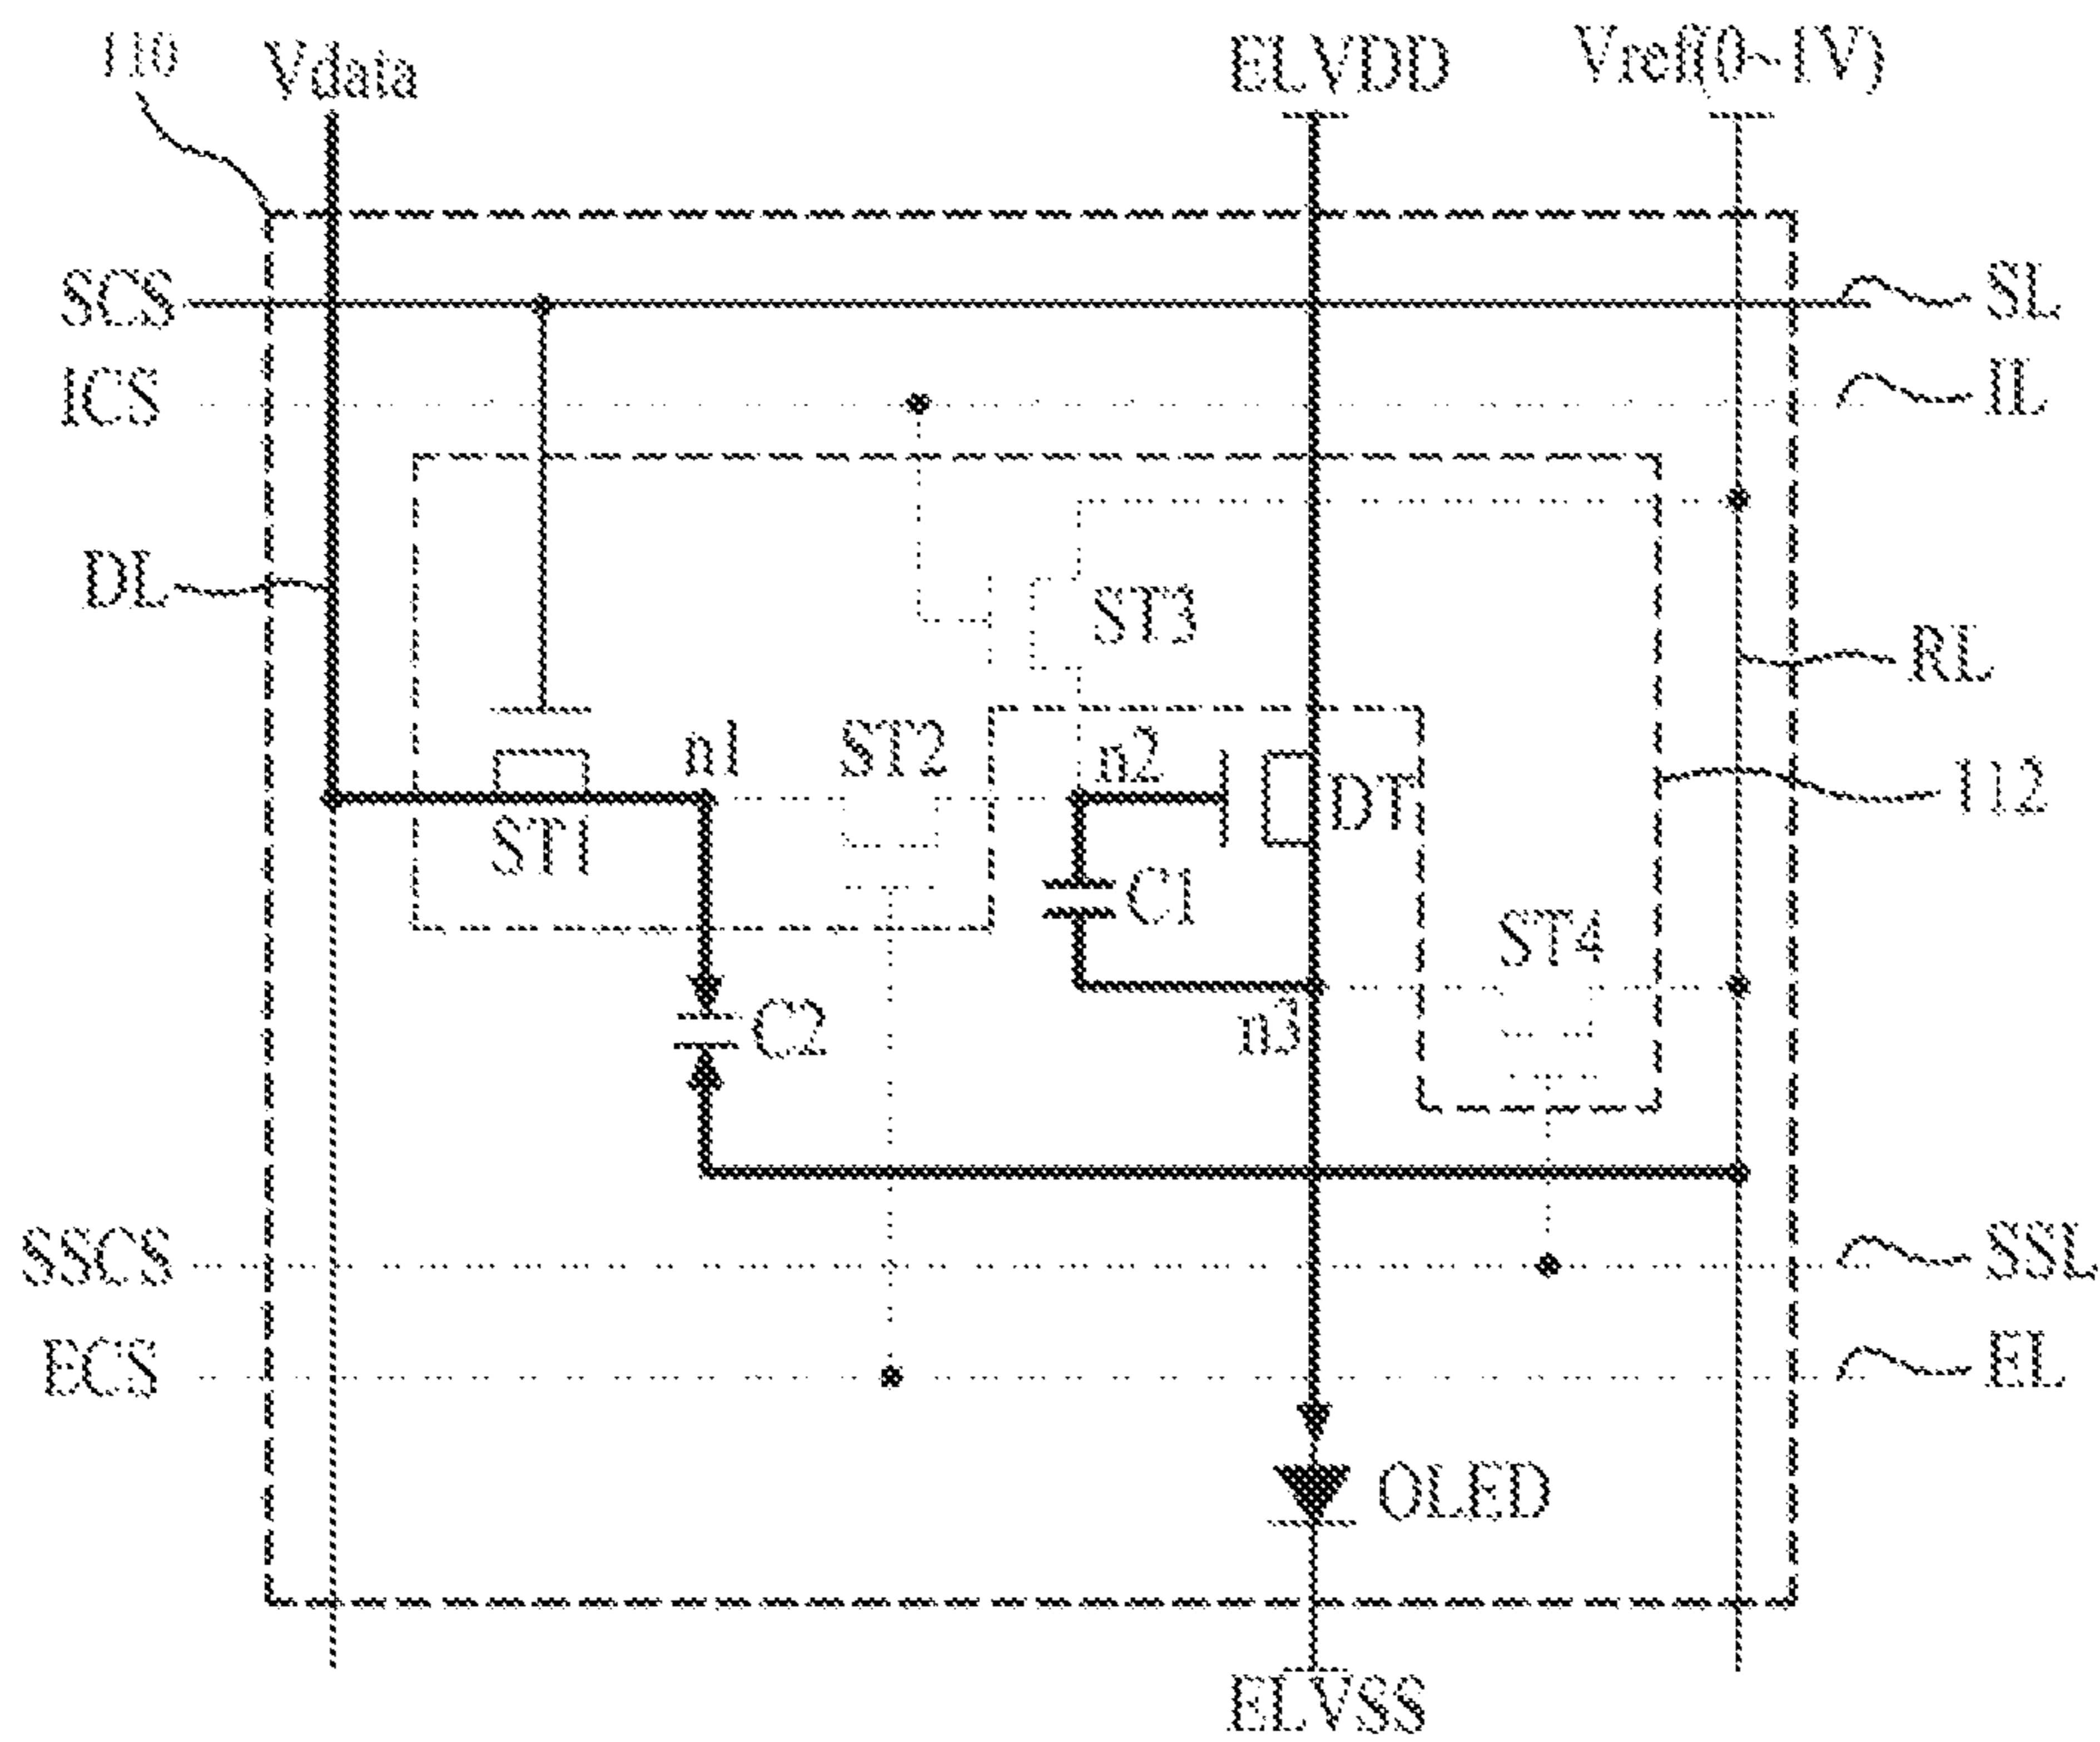 110
Vdata
ELVDD
Vref(0~1V)
SCS
SL
ICS
IL
DL
ST3
RL
n1
ST2
n2
DT
112
ST1
C1
ST4
C2
n3
SSCS
SSL
ECS
EL
OLED
ELVSS